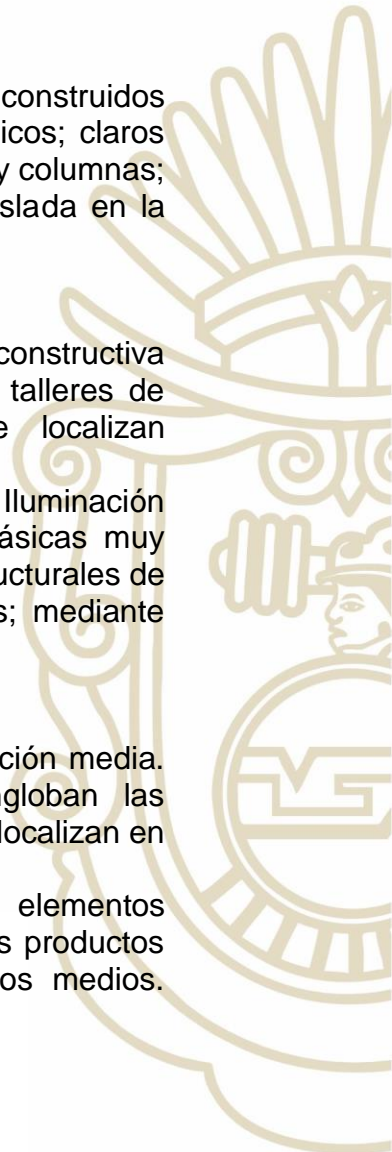 construidos
icos; claros
y columnas;
slada en la
constructiva
talleres de
e localizan
Iluminación
ásicas muy
ucturales de
s; mediante
ción media.
ngloban las
localizan en
elementos
s productos
os medios.